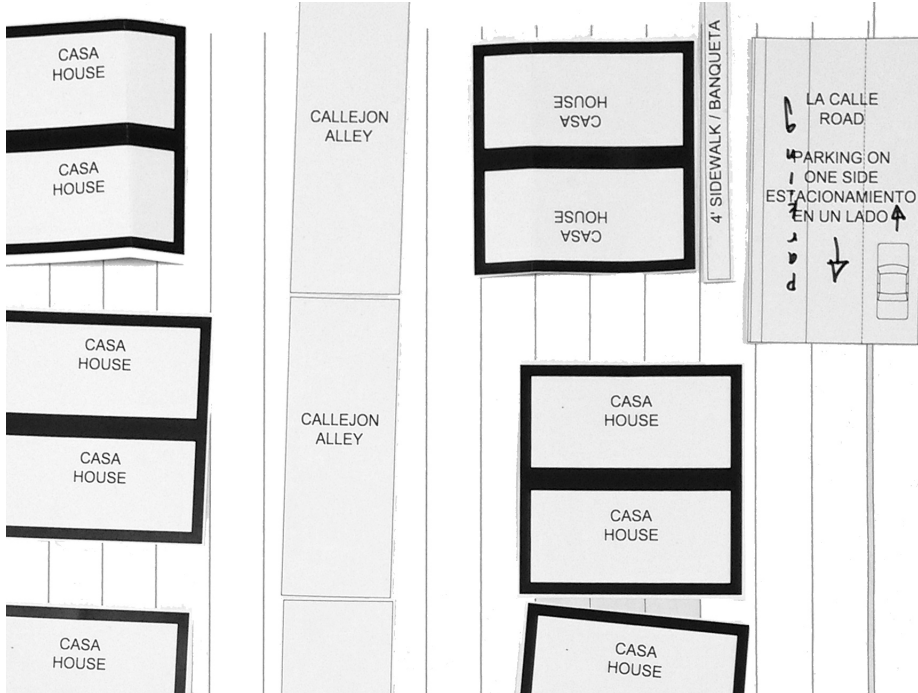 CASA
HOUSE
CASA
HOUSE
CASA
HOUSE
CASA
HOUSE
CASA
HOUSE
CALLEJON
ALLEY
CALLEJON
ALLEY
CASA
HOUSE
CASA
HOUSE
CASA
HOUSE
CASA
HOUSE
CASA
HOUSE
4' SIDEWALK / BANQUETA
LA CALLE
ROAD
PARKING ON
ONE SIDE
ESTACIONAMIENTO
EN UN LADO
parking